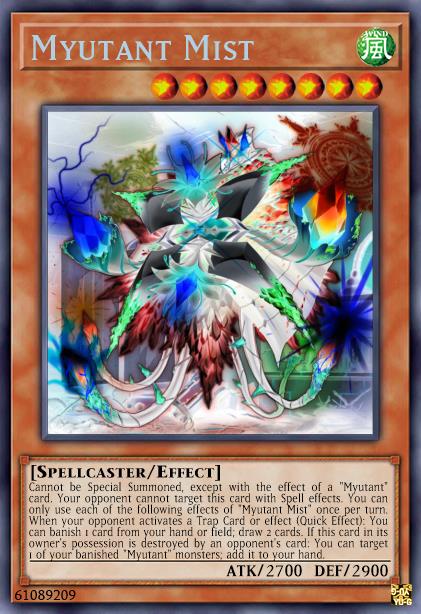 Myutant Mist
WIND
風
[Spellcaster/Effect]
Cannot be Special Summoned, except with the effect of a "Myutant"
card. Your opponent cannot target this card with Spell effects. You can
only use each of the following effects of "Myutant Mist" once per turn.
When your opponent activates a Trap Card or effect (Quick Effect): You
can banish 1 card from your hand or field; draw 2 cards. If this card in its
owner's possession is destroyed by an opponent's card: You can target
1 of your banished "Myutant" monsters; add it to your hand.
ATK/2700 DEF/2900
61089209